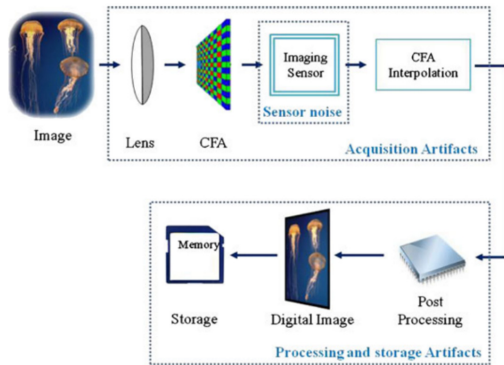 Imaging
Sensor
CFA
Interpolation
Sensor noise
Image
Lens
CFA
Acquisition Artifacts
Memory
Storage
Digital Image
Post
Processing
Processing and storage Artifacts